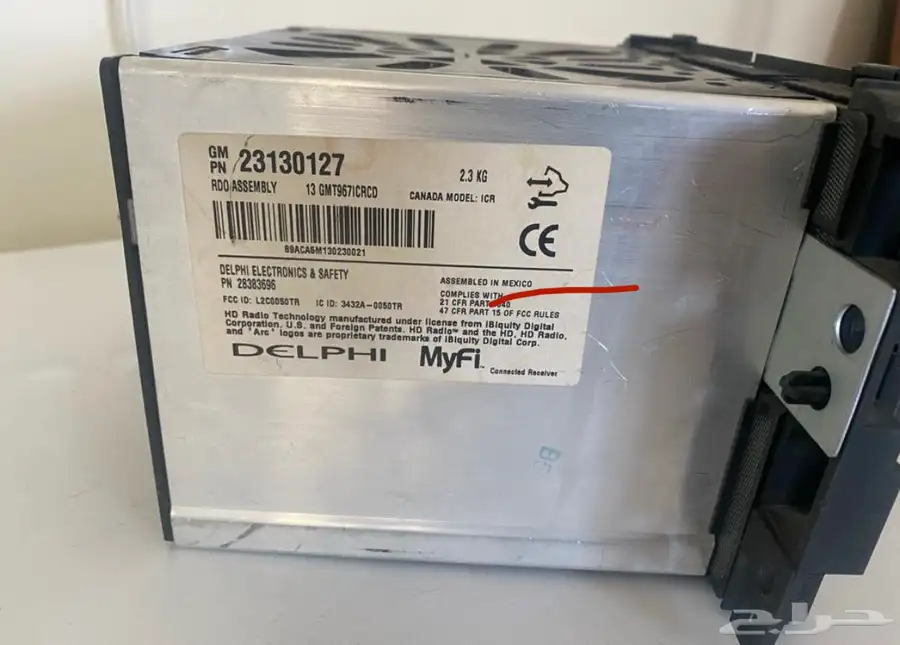 GM PN 23130127
RDO ASSEMBLY 13 GMT967ICRCD
2.3 KG
CANADA MODEL: ICR
89ACA5M130230021
CE
DELPHI ELECTRONICS & SAFETY
PN 28383696
FCC ID: L2C0050TR IC ID: 3432A-0050TR
ASSEMBLED IN MEXICO
COMPLIES WITH
21 CFR PART 1040
47 CFR PART 15 OF FCC RULES
HD Radio Technology manufactured under license from iBiquity Digital
Corporation. U.S. and Foreign Patents. HD Radio™ and the HD, HD Radio,
and "Arc" logos are proprietary trademarks of iBiquity Digital Corp.
DELPHI MyFi™ Connected Receiver
حراج